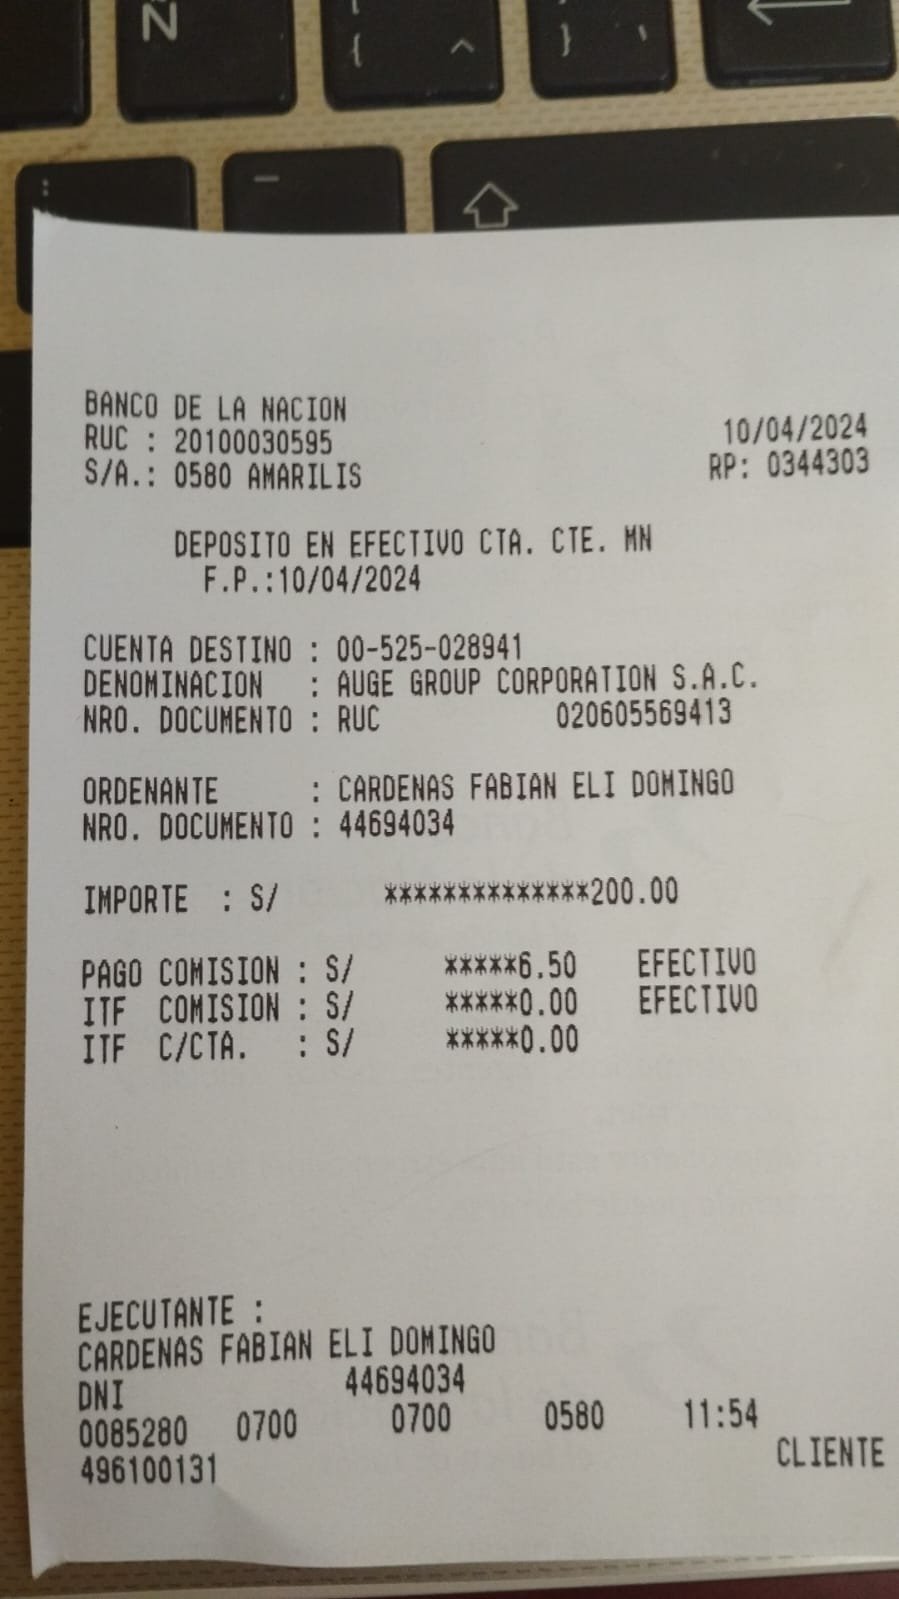 Ñ
[
{ ^
} '
:
-
BANCO DE LA NACION
RUC : 20100030595 10/04/2024
S/A.: 0580 AMARILIS RP: 0344303
DEPOSITO EN EFECTIVO CTA. CTE. MN
F.P.:10/04/2024
CUENTA DESTINO : 00-525-028941
DENOMINACION : AUGE GROUP CORPORATION S.A.C.
NRO. DOCUMENTO : RUC 020605569413
ORDENANTE : CARDENAS FABIAN ELI DOMINGO
NRO. DOCUMENTO : 44694034
IMPORTE : S/ **************200.00
PAGO COMISION : S/ *****6.50 EFECTIVO
ITF COMISION : S/ *****0.00 EFECTIVO
ITF C/CTA. : S/ *****0.00
EJECUTANTE :
CARDENAS FABIAN ELI DOMINGO
DNI 44694034
0085280 0700 0700 0580 11:54
496100131 CLIENTE